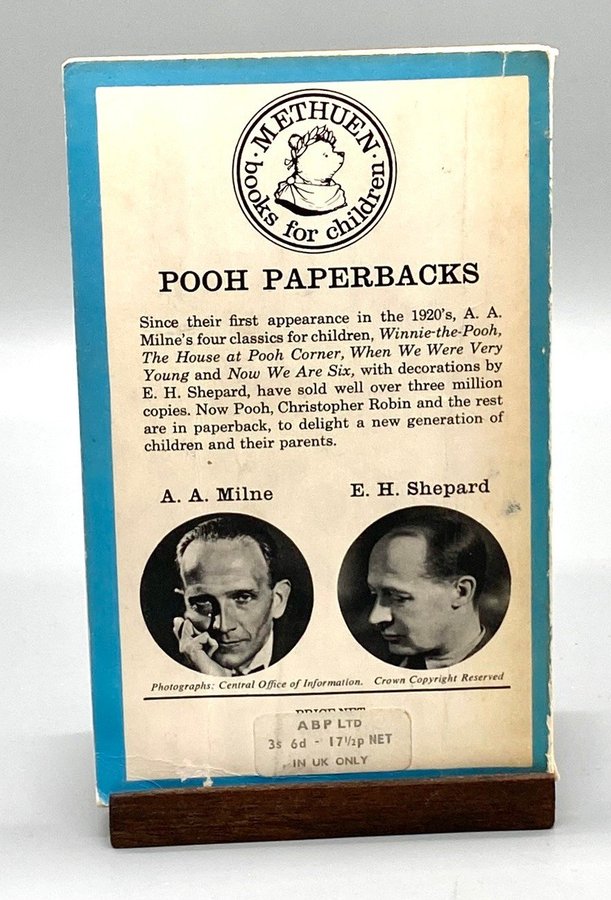 METHUEN
books for children
POOH PAPERBACKS
Since their first appearance in the 1920's, A. A.
Milne's four classics for children, Winnie-the-Pooh,
The House at Pooh Corner, When We Were Very
Young and Now We Are Six, with decorations by
E. H. Shepard, have sold well over three million
copies. Now Pooh, Christopher Robin and the rest
are in paperback, to delight a new generation of
children and their parents.
A. A. Milne E. H. Shepard
Photographs: Central Office of Information. Crown Copyright Reserved
PRICE NET
ABP LTD
3s 6d - 17½p NET
IN UK ONLY